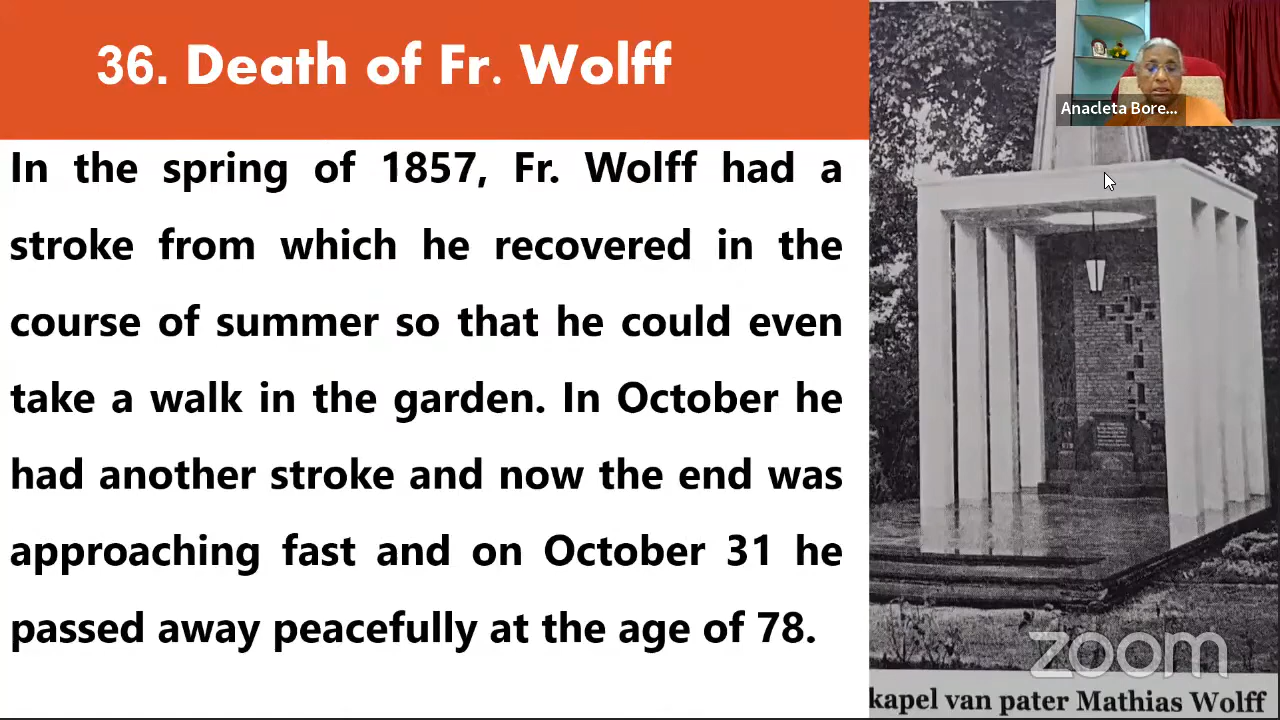 36. Death of Fr. Wolff
In the spring of 1857, Fr. Wolff had a
stroke from which he recovered in the
course of summer so that he could even
take a walk in the garden. In October he
had another stroke and now the end was
approaching fast and on October 31 he
passed away peacefully at the age of 78.
Anacleta Bore...
zoom
kapel van pater Mathias Wolff